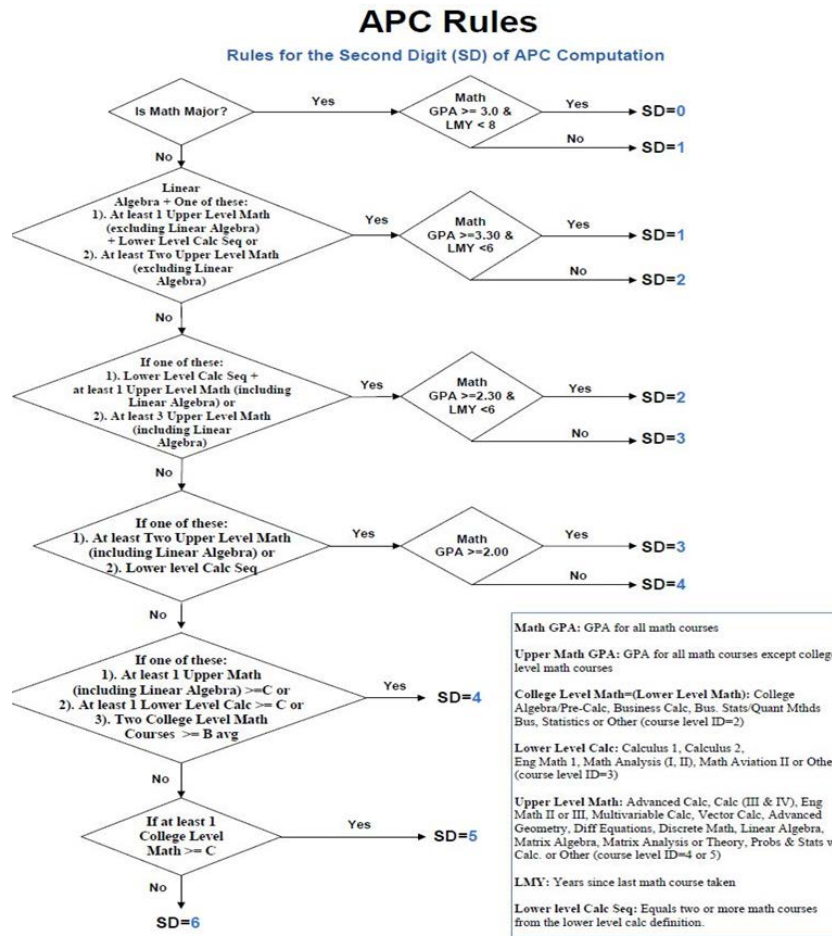 APC Rules
Rules for the Second Digit (SD) of APC Computation
Is Math Major?
Yes
Math
GPA >= 3.0 &
LMY < 8
Yes
SD=0
No
SD=1
No
Linear
Algebra + One of these:
1). At least 1 Upper Level Math
(excluding Linear Algebra)
+ Lower Level Calc Seq or
2). At least Two Upper Level Math
(excluding Linear
Algebra)
Yes
Math
GPA >=3.30 &
LMY <6
Yes
SD=1
No
SD=2
No
If one of these:
1). Lower Level Calc Seq +
at least 1 Upper Level Math (including
Linear Algebra) or
2). At least 3 Upper Level Math
(including Linear
Algebra)
Yes
Math
GPA >=2.30 &
LMY <6
Yes
SD=2
No
SD=3
No
If one of these:
1). At least Two Upper Level Math
(including Linear Algebra) or
2). Lower level Calc Seq
Yes
Math
GPA >=2.00
Yes
SD=3
No
SD=4
No
If one of these:
1). At least 1 Upper Math
(including Linear Algebra) >=C or
2). At least 1 Lower Level Calc >= C or
3). Two College Level Math
Courses >= B avg
Yes
SD=4
No
If at least 1
College Level
Math >= C
Yes
SD=5
No
SD=6
Math GPA: GPA for all math courses
Upper Math GPA: GPA for all math courses except college
level math courses
College Level Math=(Lower Level Math): College
Algebra/Pre-Calc, Business Calc, Bus. Stats/Quant Mthds
Bus, Statistics or Other (course level ID=2)
Lower Level Calc: Calculus 1, Calculus 2,
Eng Math 1, Math Analysis (I, II), Math Aviation II or Othe
(course level ID=3)
Upper Level Math: Advanced Calc, Calc (III & IV), Eng
Math II or III, Multivariable Calc, Vector Calc, Advanced
Geometry, Diff Equations, Discrete Math, Linear Algebra,
Matrix Algebra, Matrix Analysis or Theory, Probs & Stats w
Calc. or Other (course level ID=4 or 5)
LMY: Years since last math course taken
Lower level Calc Seq: Equals two or more math courses
from the lower level calc definition.